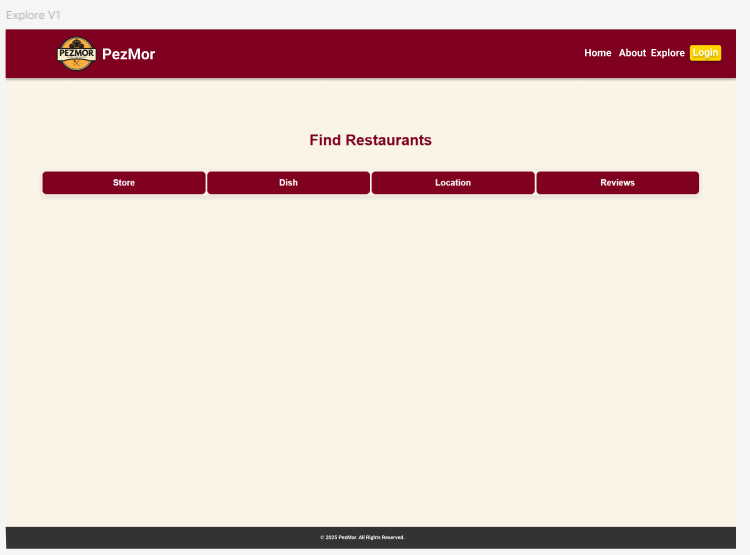 Explore V1
PEZMOR PezMor Home About Explore Login
Find Restaurants
Store Dish Location Reviews
© 2025 PezMor. All Rights Reserved.